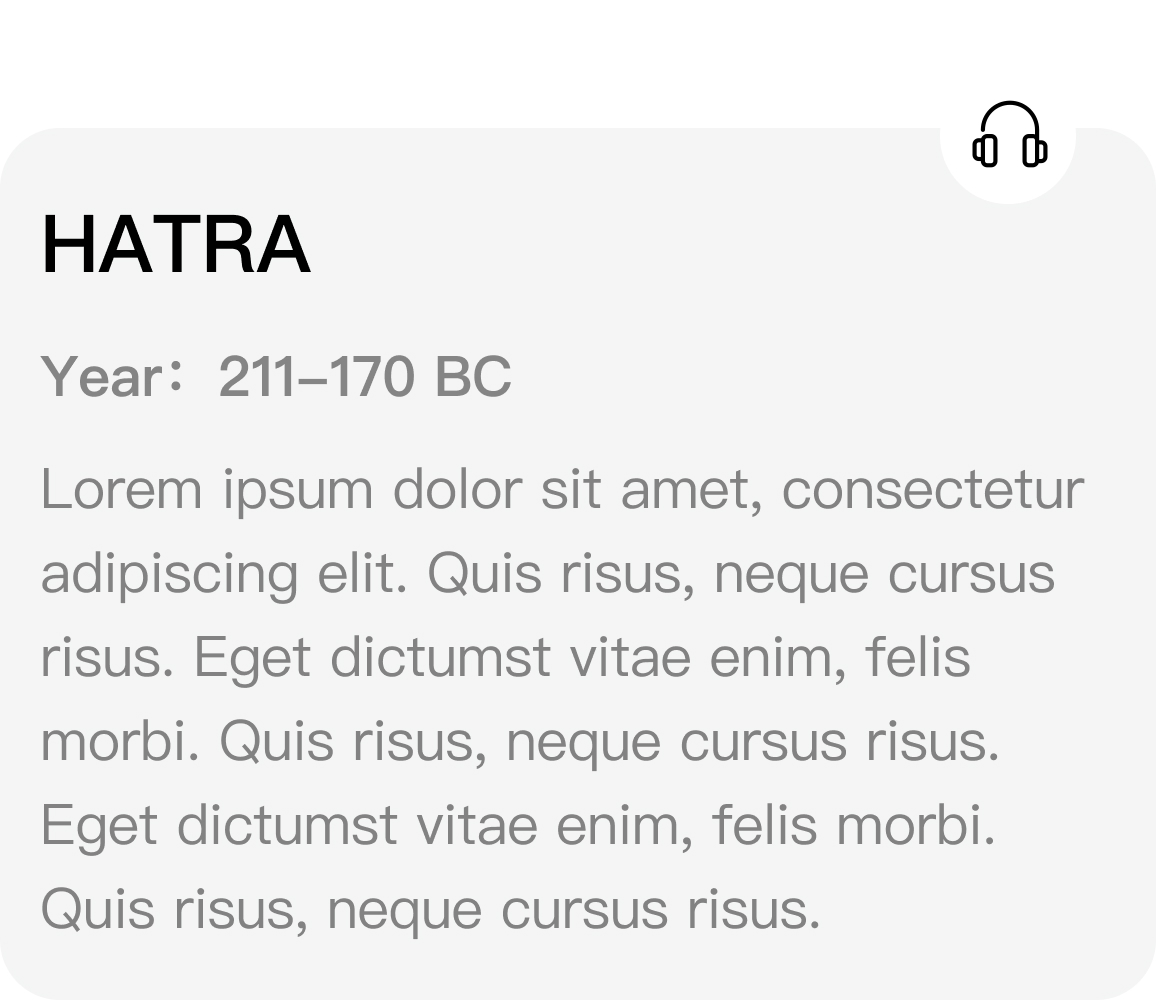 HATRA
Year：211–170 BC
Lorem ipsum dolor sit amet, consectetur
adipiscing elit. Quis risus, neque cursus
risus. Eget dictumst vitae enim, felis
morbi. Quis risus, neque cursus risus.
Eget dictumst vitae enim, felis morbi.
Quis risus, neque cursus risus.